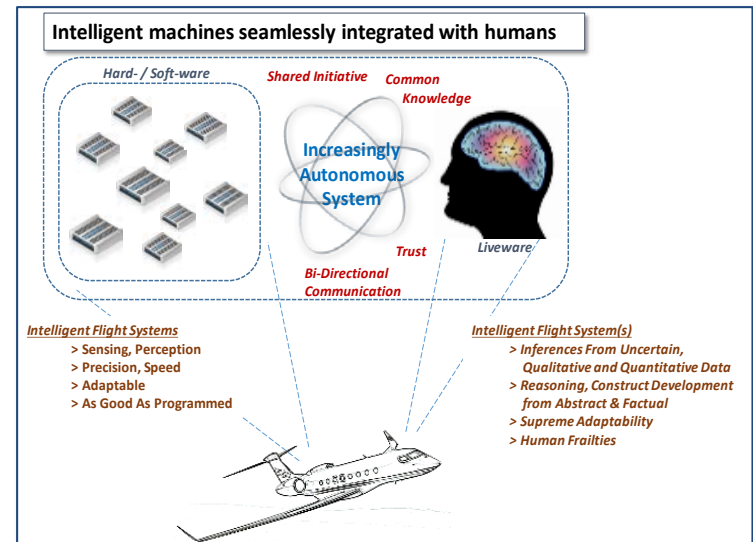 Intelligent machines seamlessly integrated with humans
Hard- / Soft-ware
Shared Initiative
Common
Knowledge
Increasingly
Autonomous
System
Trust
Liveware
Bi-Directional
Communication
Intelligent Flight Systems
> Sensing, Perception
> Precision, Speed
> Adaptable
> As Good As Programmed
Intelligent Flight System(s)
> Inferences From Uncertain,
Qualitative and Quantitative Data
> Reasoning, Construct Development
from Abstract & Factual
> Supreme Adaptability
> Human Frailties